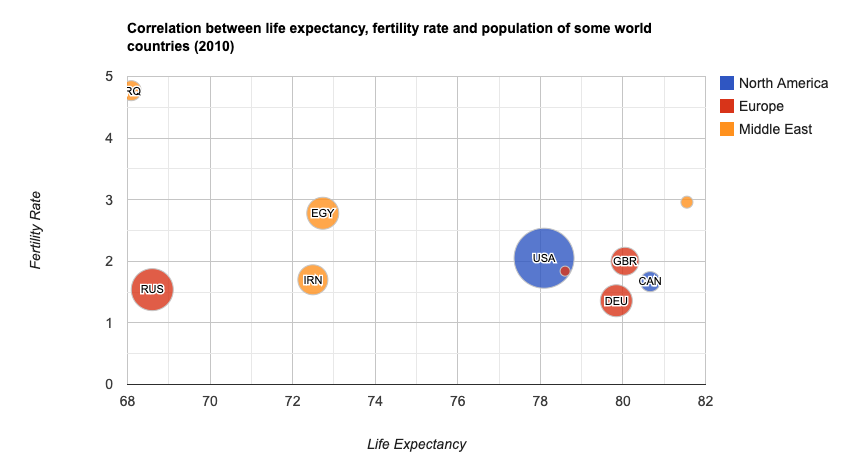 Correlation between life expectancy, fertility rate and population of some world
countries (2010)
5
4
3
2
1
0
68
70
72
74
76
78
80
82
Fertility Rate
Life Expectancy
RQ
EGY
IRN
RUS
USA
GBR
CAN
DEU
North America
Europe
Middle East